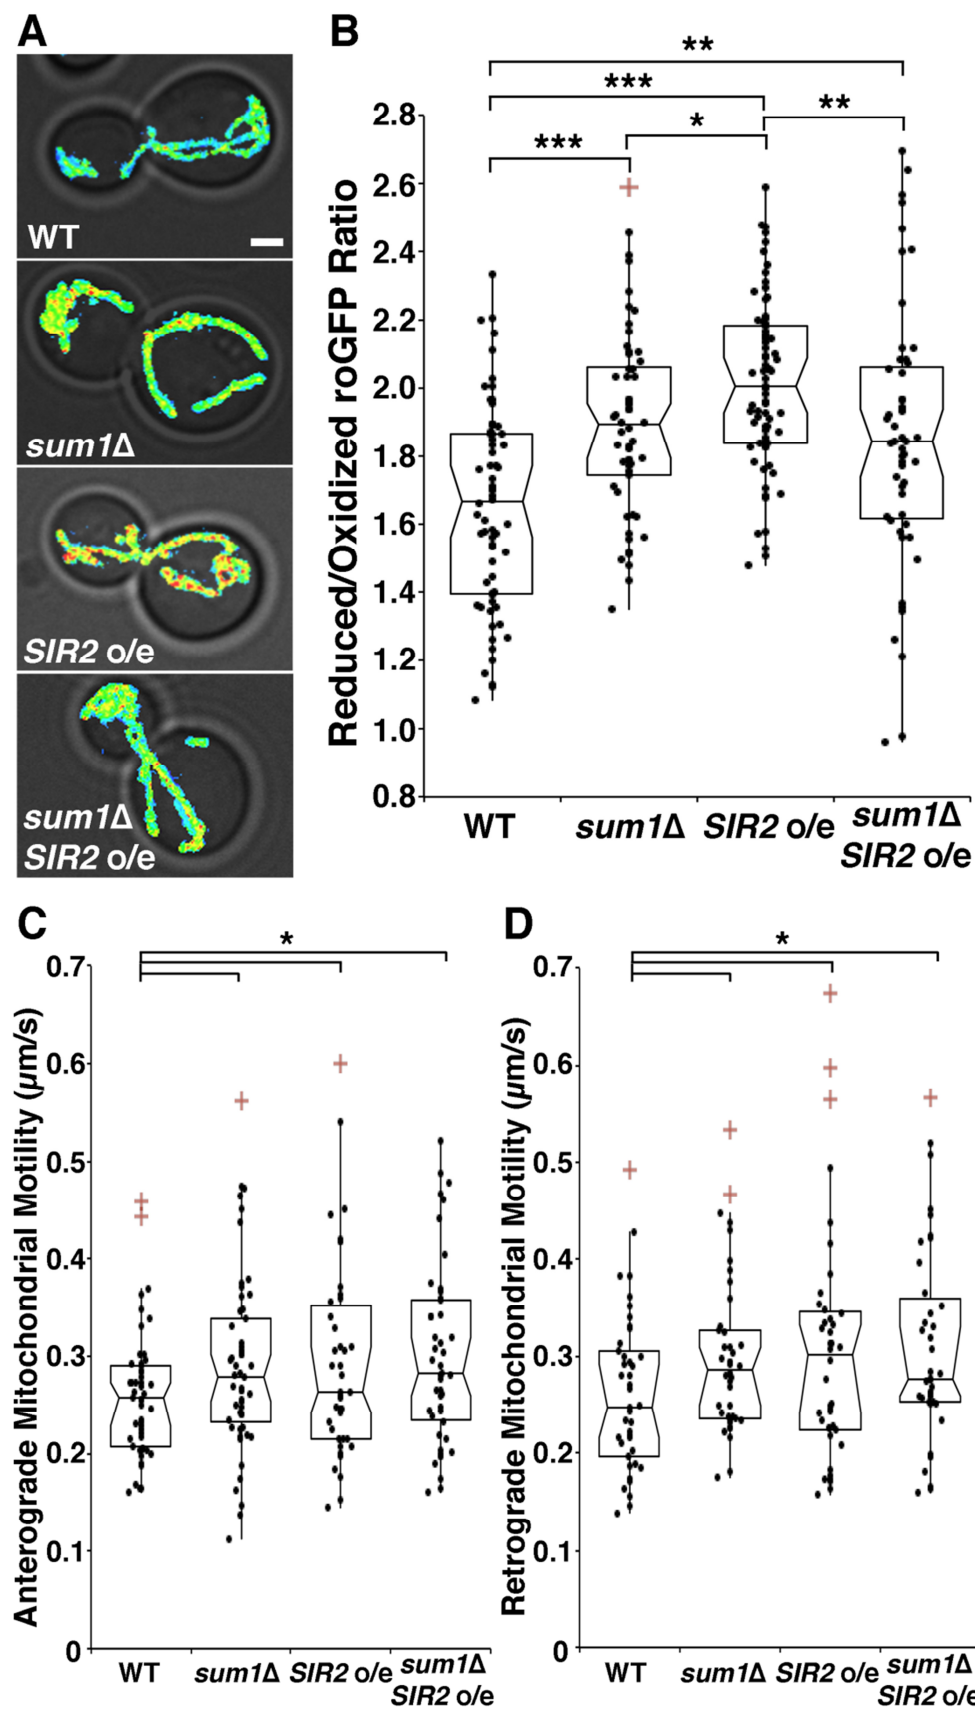 A
WT
sum1Δ
SIR2 o/e
sum1Δ
SIR2 o/e
B
**
***
**
***
*
Reduced/Oxidized roGFP Ratio
2.8
2.6
2.4
2.2
2.0
1.8
1.6
1.4
1.2
1.0
0.8
WT
sum1Δ
SIR2 o/e
sum1Δ
SIR2 o/e
C
*
Anterograde Mitochondrial Motility (µm/s)
0.7
0.6
0.5
0.4
0.3
0.2
0.1
0
WT
sum1Δ
SIR2 o/e
sum1Δ
SIR2 o/e
D
*
Retrograde Mitochondrial Motility (µm/s)
0.7
0.6
0.5
0.4
0.3
0.2
0.1
0
WT
sum1Δ
SIR2 o/e
sum1Δ
SIR2 o/e